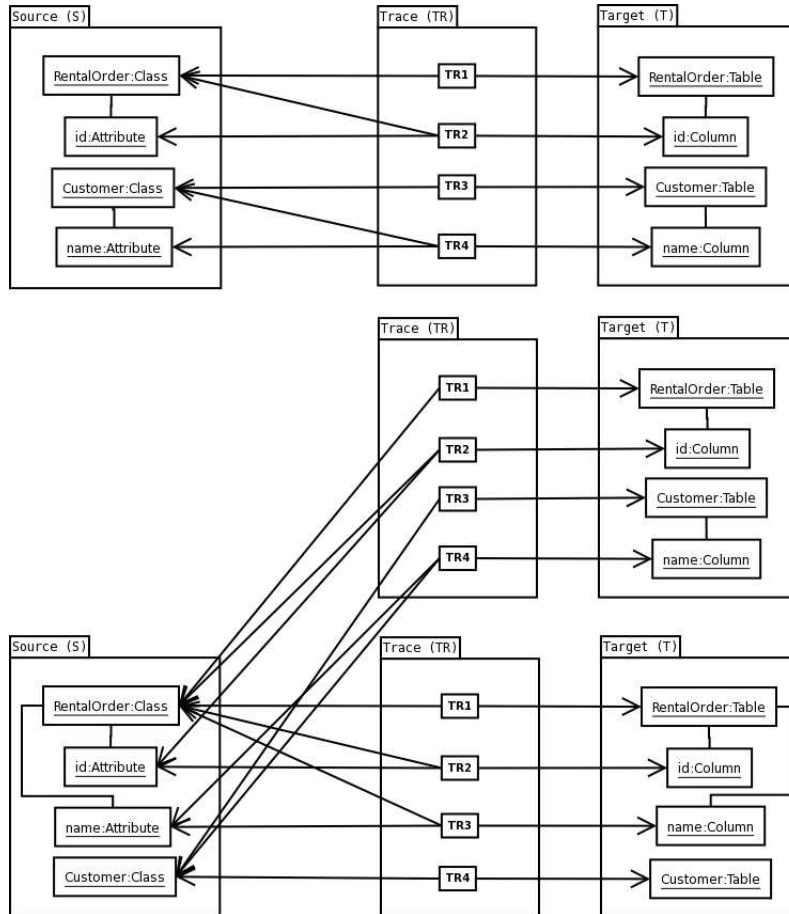 Source (S) Trace (TR) Target (T)
RentalOrder:Class TR1 RentalOrder:Table
id:Attribute TR2 id:Column
Customer:Class TR3 Customer:Table
name:Attribute TR4 name:Column
Trace (TR) Target (T)
TR1 RentalOrder:Table
TR2 id:Column
TR3 Customer:Table
TR4 name:Column
Source (S) Trace (TR) Target (T)
RentalOrder:Class TR1 RentalOrder:Table
id:Attribute TR2 id:Column
name:Attribute TR3 name:Column
Customer:Class TR4 Customer:Table